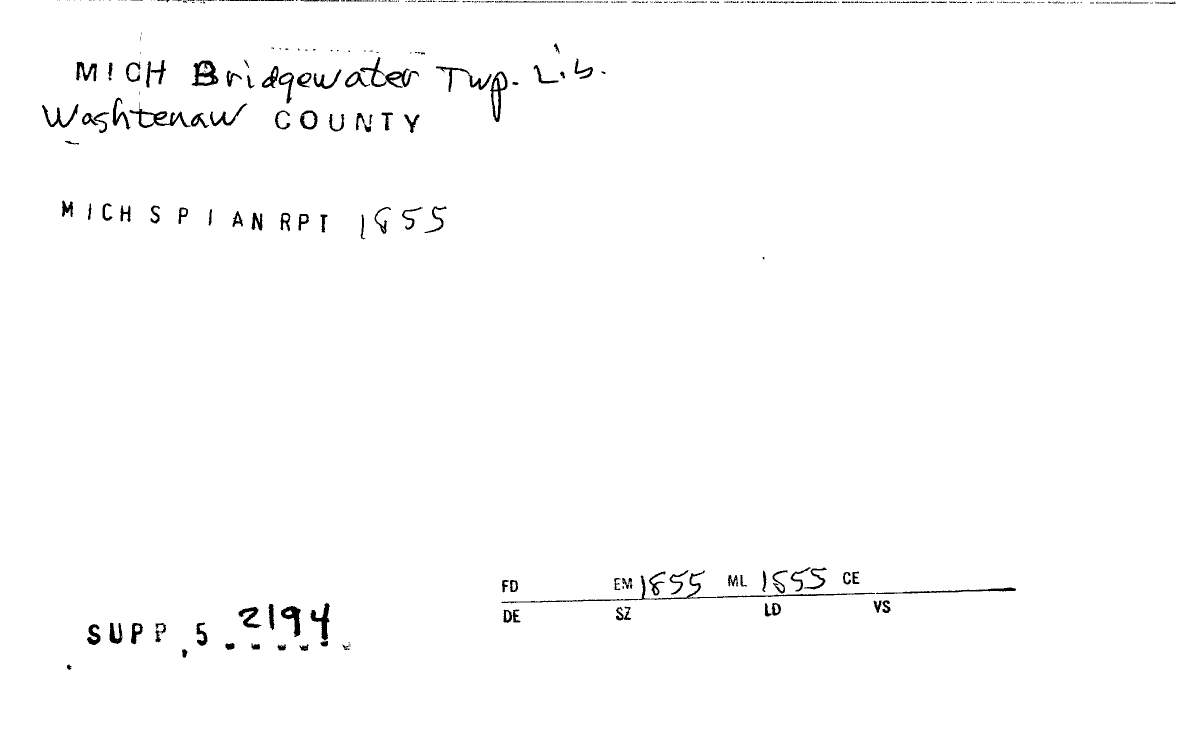 MICH Bridgewater Twp. Lib.
Washtenaw COUNTY
MICH S P I AN RPT 1855
FD EM 1855 ML 1855 CE
DE SZ LD VS
SUPP, 5 2194